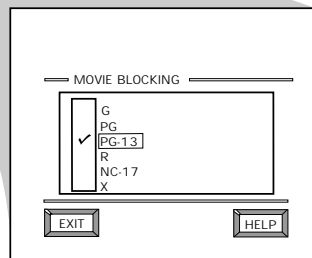 MOVIE BLOCKING
G
PG
✓ PG-13
R
NC-17
X
EXIT HELP